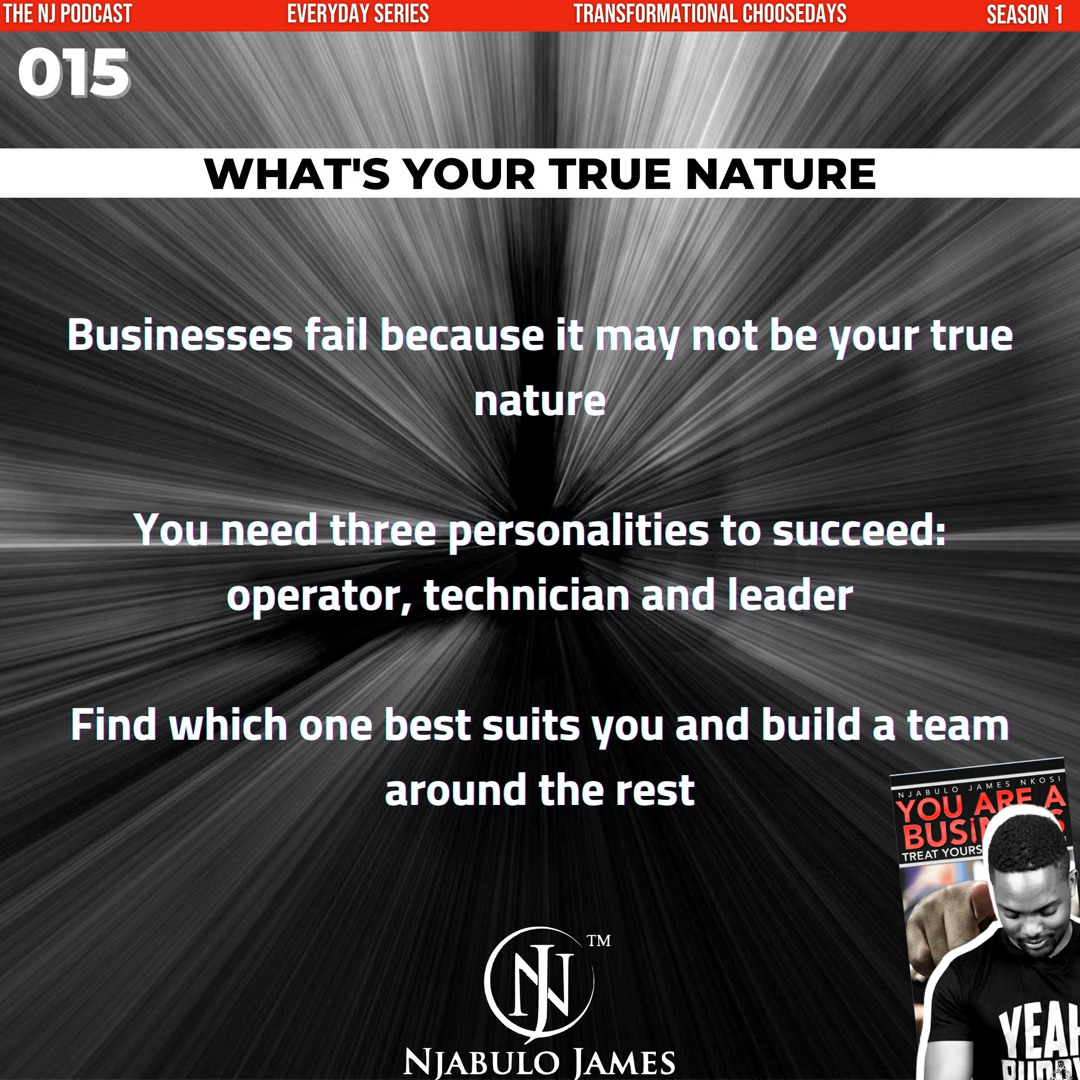 THE NJ PODCAST EVERYDAY SERIES TRANSFORMATIONAL CHOOSEDAYS SEASON 1
015
WHAT'S YOUR TRUE NATURE
Businesses fail because it may not be your true
nature
You need three personalities to succeed:
operator, technician and leader
Find which one best suits you and build a team
around the rest
NJABULO JAMES NKOSI
YOU ARE A
TREAT
YEAH
NJ TM
NJABULO JAMES